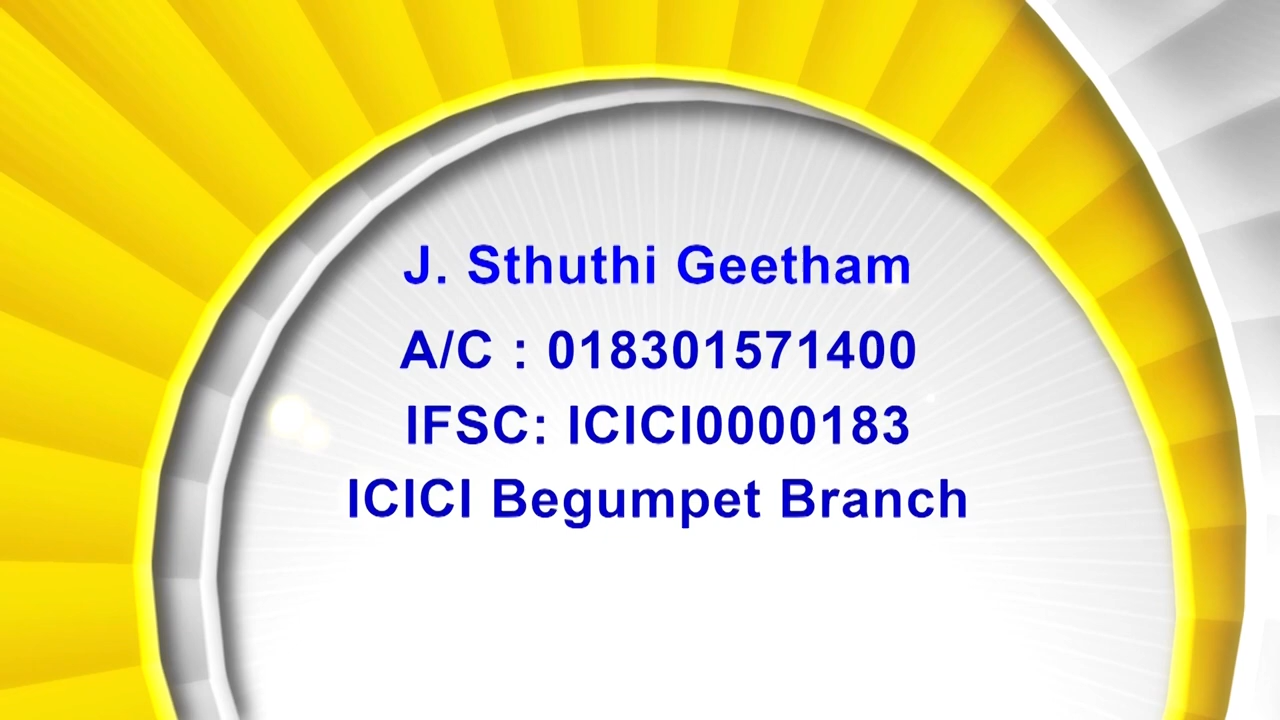 J. Sthuthi Geetham
A/C : 018301571400
IFSC: ICICI0000183
ICICI Begumpet Branch